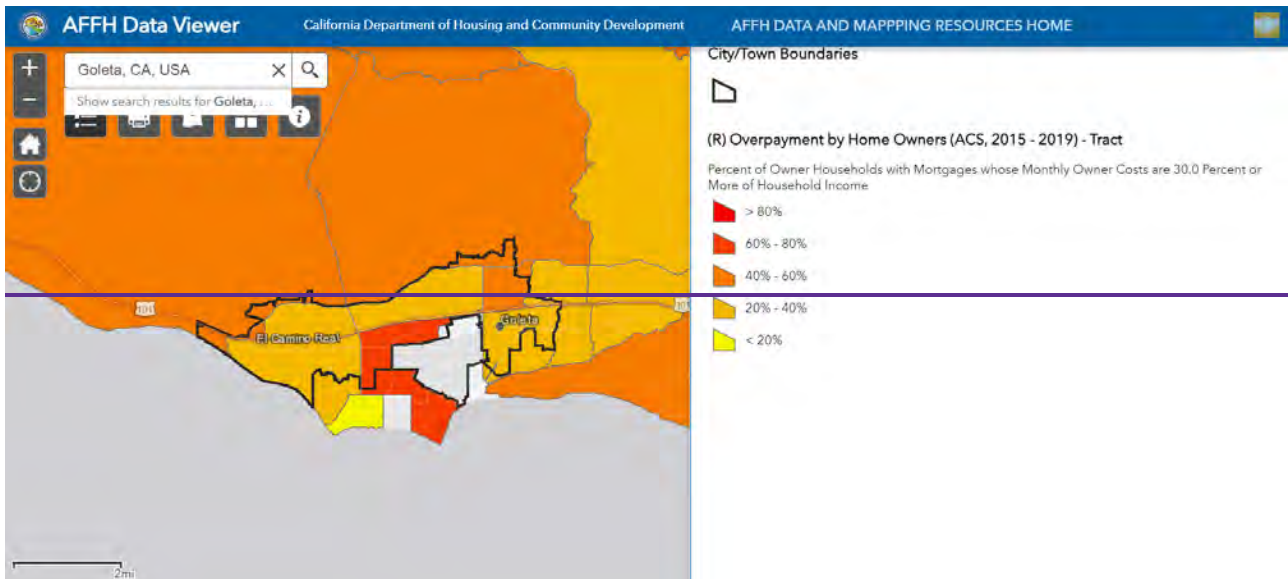 AFFH Data Viewer
California Department of Housing and Community Development
AFFH DATA AND MAPPPING RESOURCES HOME
+
Goleta, CA, USA
−
Show search results for Goleta, ...
101
El Camino Real
Goleta
2mi
City/Town Boundaries
(R) Overpayment by Home Owners (ACS, 2015 - 2019) - Tract
Percent of Owner Households with Mortgages whose Monthly Owner Costs are 30.0 Percent or
More of Household Income
> 80%
60% - 80%
40% - 60%
20% - 40%
< 20%